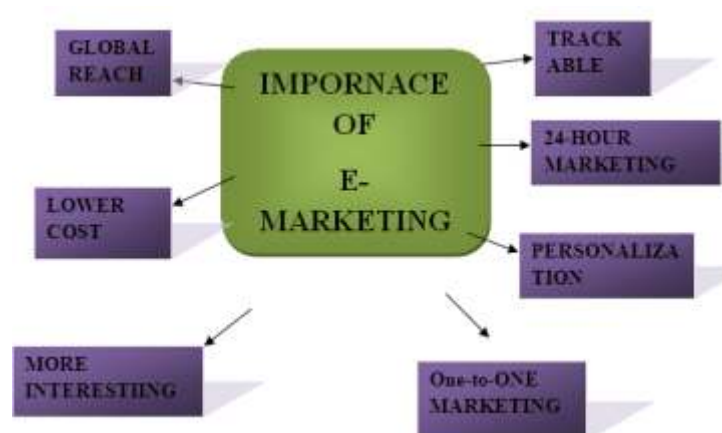 GLOBAL
REACH
IMPORNACE
OF
E-
MARKETING
TRACK
ABLE
24-HOUR
MARKETING
LOWER
COST
PERSONALIZA
TION
MORE
INTERESTIING
One-to-ONE
MARKETING